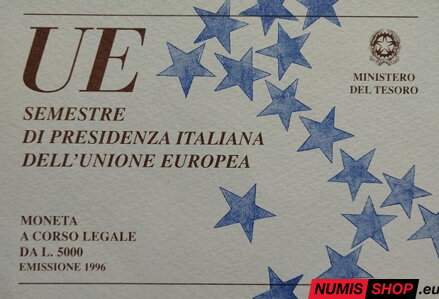 UE
MINISTERO
DEL TESORO
SEMESTRE
DI PRESIDENZA ITALIANA
DELL'UNIONE EUROPEA
MONETA
A CORSO LEGALE
DA L. 5000
EMISSIONE 1996
NUMIS SHOP.eu